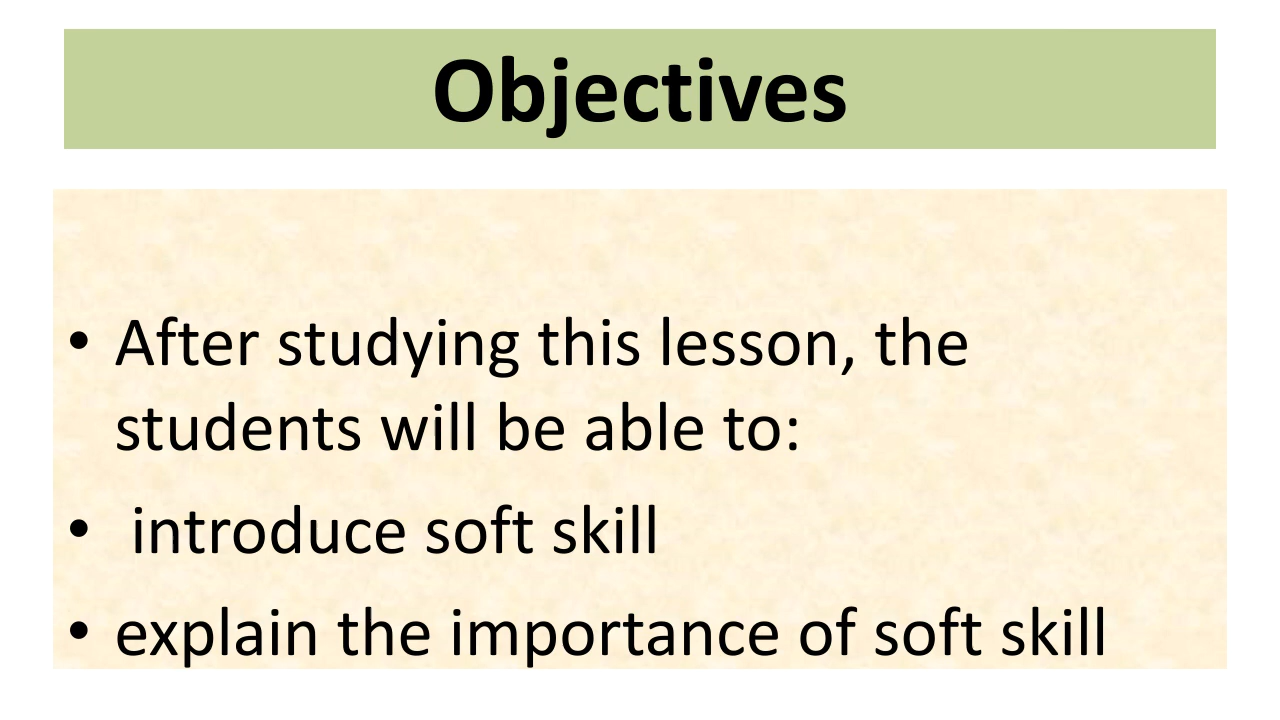 Objectives
• After studying this lesson, the
students will be able to:
• introduce soft skill
• explain the importance of soft skill